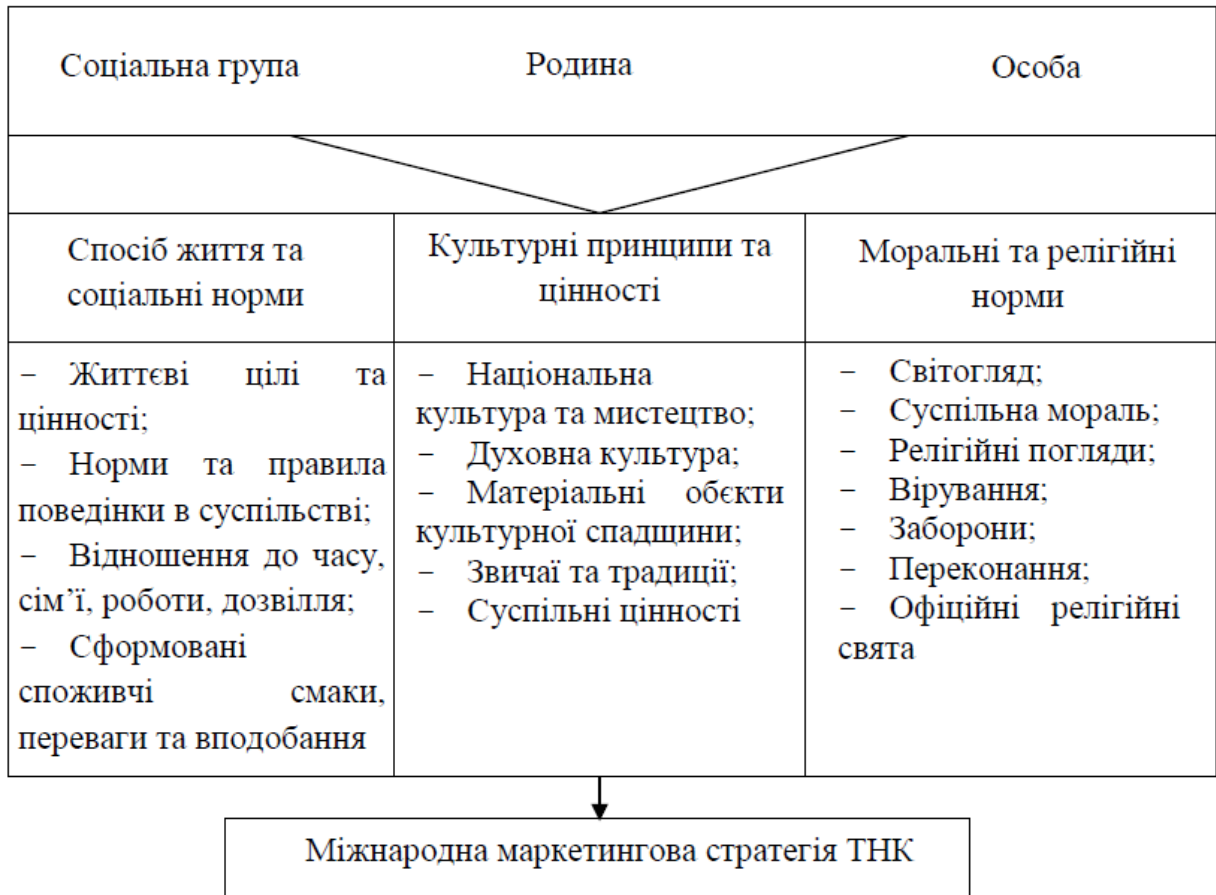 Соціальна група Родина Особа
Спосіб життя та
соціальні норми
Культурні принципи та
цінності
Моральні та релігійні
норми
− Життєві цілі та
цінності;
− Норми та правила
поведінки в суспільстві;
− Відношення до часу,
сім’ї, роботи, дозвілля;
− Сформовані
споживчі смаки,
переваги та вподобання
− Національна
культура та мистецтво;
− Духовна культура;
− Матеріальні обєкти
культурної спадщини;
− Звичаї та традиції;
− Суспільні цінності
− Світогляд;
− Суспільна мораль;
− Релігійні погляди;
− Вірування;
− Заборони;
− Переконання;
− Офіційні релігійні
свята
Міжнародна маркетингова стратегія ТНК